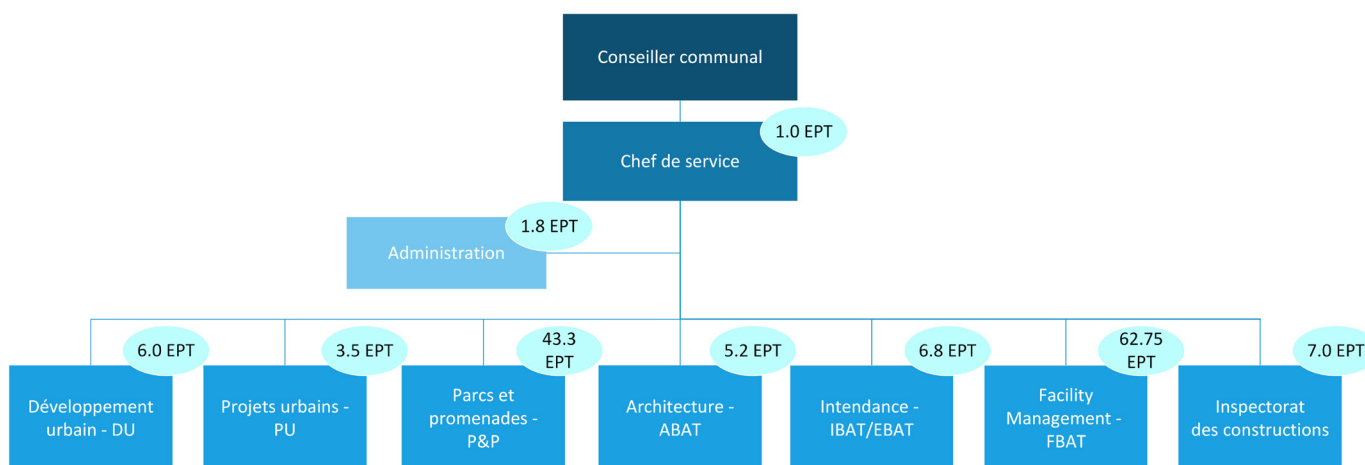 Conseiller communal
1.0 EPT
Chef de service
1.8 EPT
Administration
6.0 EPT
Développement
urbain - DU
3.5 EPT
Projets urbains -
PU
43.3
EPT
Parcs et
promenades -
P&P
5.2 EPT
Architecture -
ABAT
6.8 EPT
Intendance -
IBAT/EBAT
62.75
EPT
Facility
Management -
FBAT
7.0 EPT
Inspectorat
des constructions